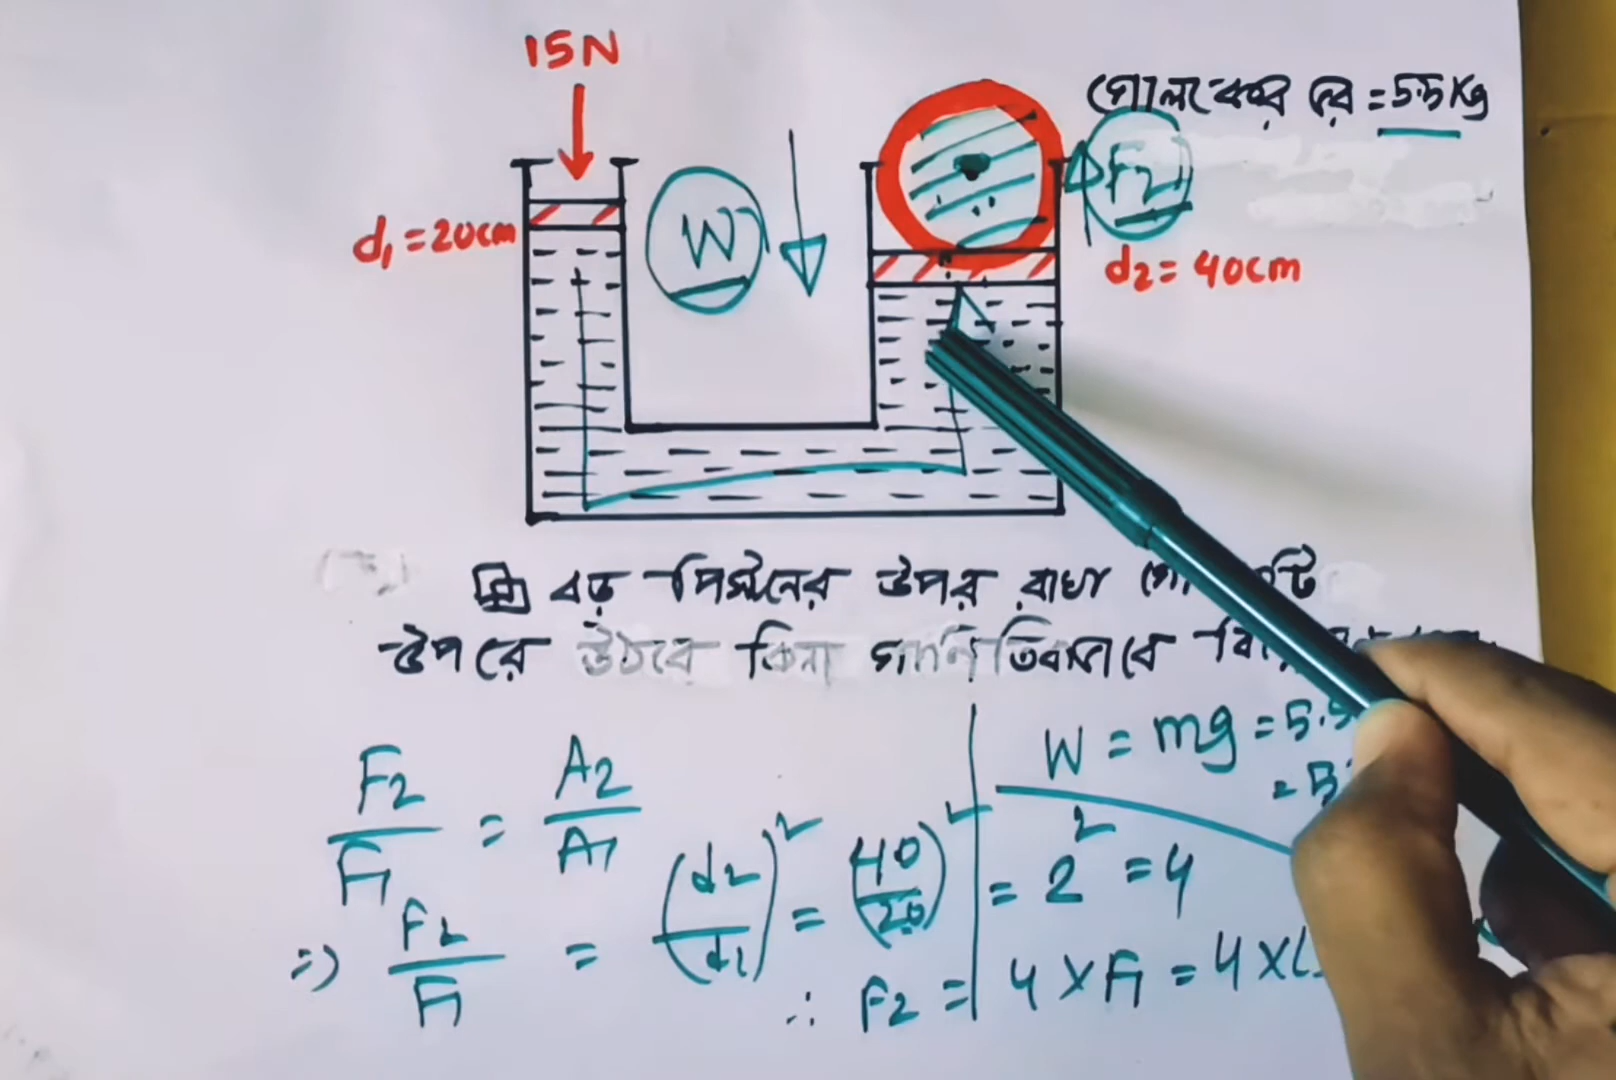 15N
গোলকের ভর = 5.5 Kg
W
F2
d1 = 20cm
d2 = 40cm
বড় পিস্টনের উপর রাখা
উপরে উঠবে কিনা গাণিতিকভাবে
W = mg = 5.5
F2/F1 = A2/A1
=) F2/F1 = (d2/d1)² = (40/20)² = 2² = 4
∴ F2 = 4 × F1 = 4 ×